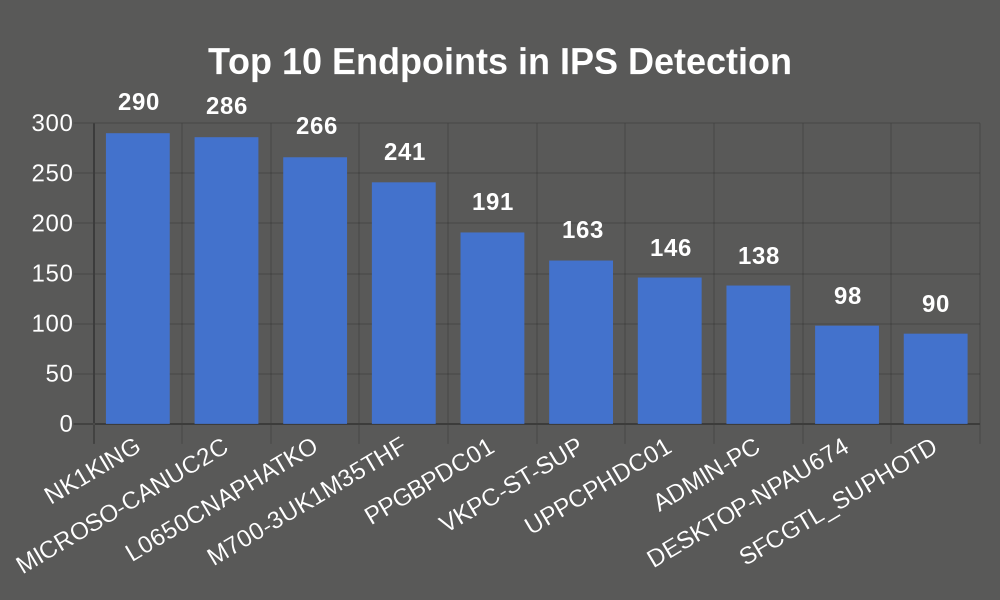 Top 10 Endpoints in IPS Detection
290
286
266
241
191
163
146
138
98
90
300
250
200
150
100
50
0
NK1KING
MICROSO-CANUC2C
L0650CNAPHATKO
M700-3UK1M35THF
PPGBPDC01
VKPC-ST-SUP
UPPCPHDC01
ADMIN-PC
DESKTOP-NPAU674
SFCGTL_SUPHOTD